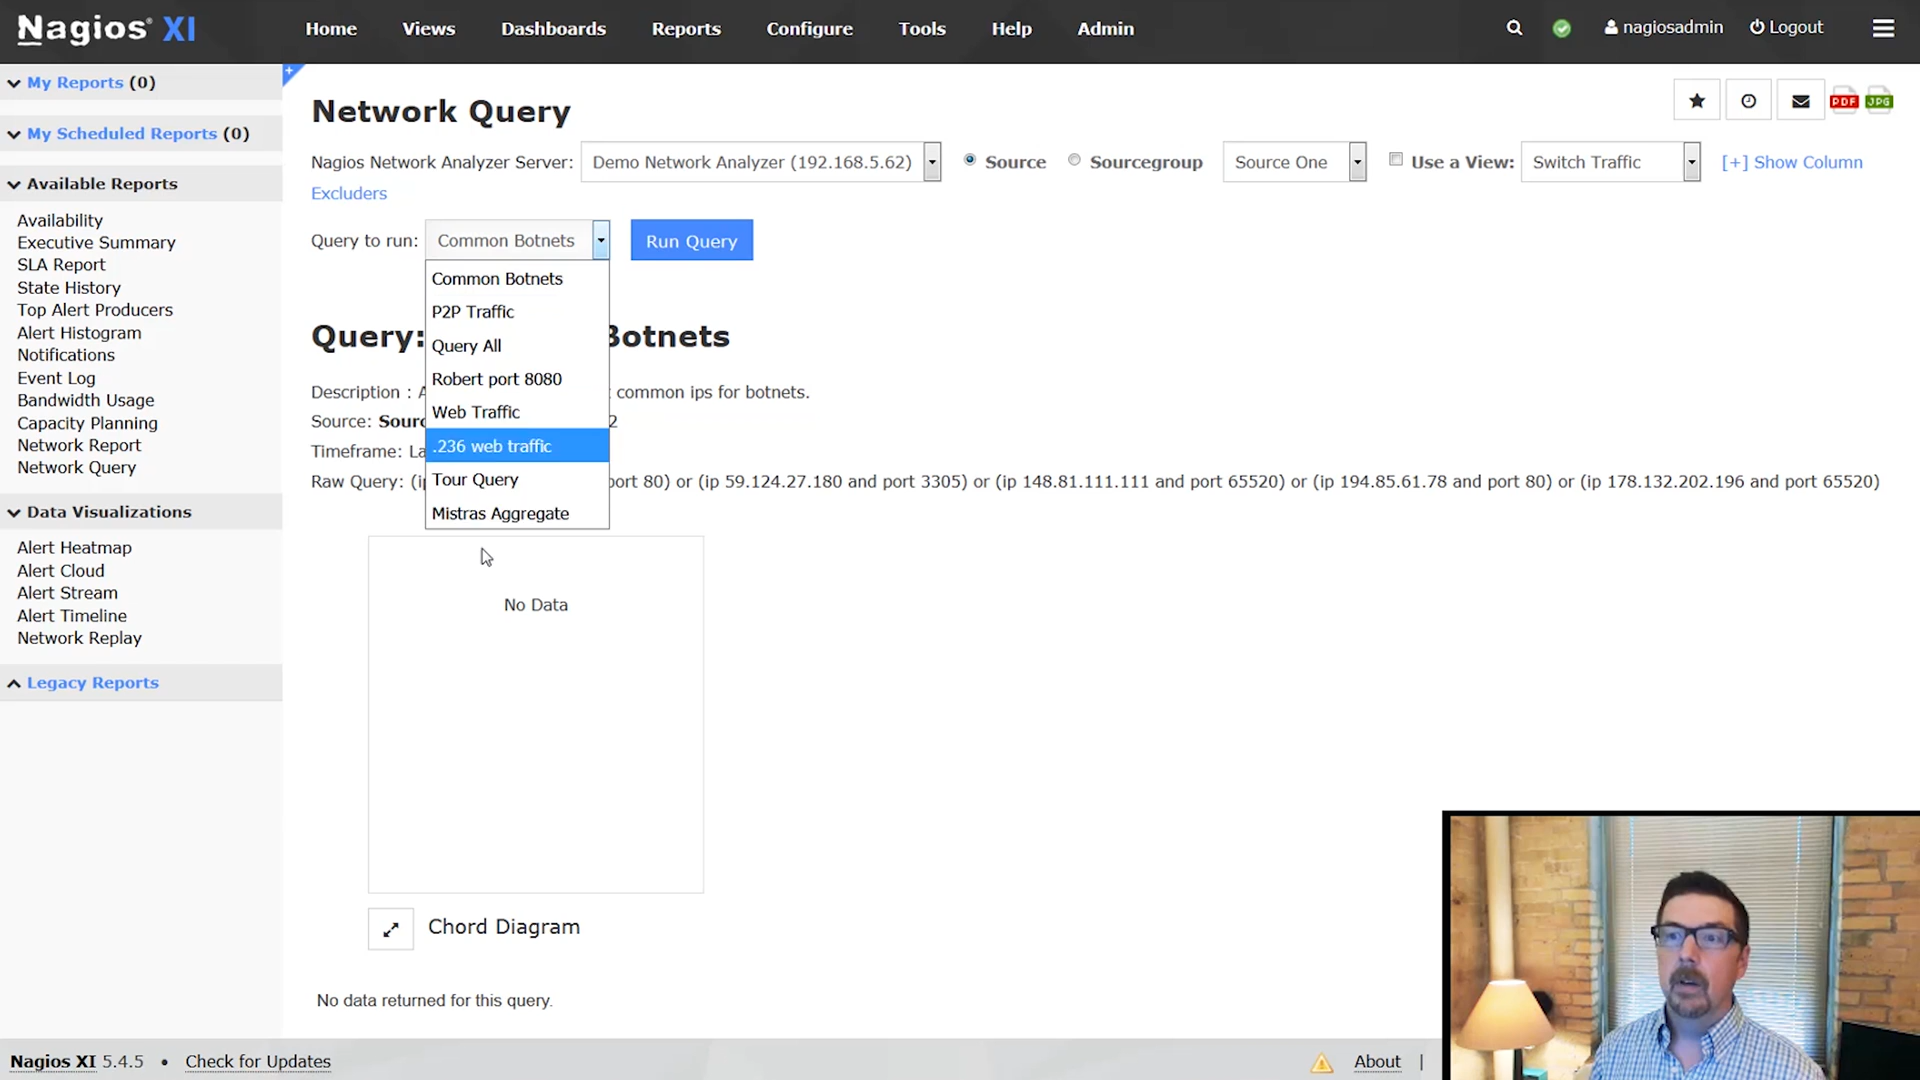 Nagios® XI
Home Views Dashboards Reports Configure Tools Help Admin
nagiosadmin Logout
My Reports (0)
My Scheduled Reports (0)
Available Reports
Availability
Executive Summary
SLA Report
State History
Top Alert Producers
Alert Histogram
Notifications
Event Log
Bandwidth Usage
Capacity Planning
Network Report
Network Query
Data Visualizations
Alert Heatmap
Alert Cloud
Alert Stream
Alert Timeline
Network Replay
Legacy Reports
Network Query
PDF JPG
Nagios Network Analyzer Server: Demo Network Analyzer (192.168.5.62) Source Sourcegroup Source One Use a View: Switch Traffic [+] Show Column
Excluders
Query to run: Common Botnets Run Query
Common Botnets
P2P Traffic
Query All
Robert port 8080
Web Traffic
.236 web traffic
Tour Query
Mistras Aggregate
Query: Botnets
Description : common ips for botnets.
Source: 2
Timeframe:
Raw Query: port 80) or (ip 59.124.27.180 and port 3305) or (ip 148.81.111.111 and port 65520) or (ip 194.85.61.78 and port 80) or (ip 178.132.202.196 and port 65520)
No Data
Chord Diagram
No data returned for this query.
Nagios XI 5.4.5 • Check for Updates
About |